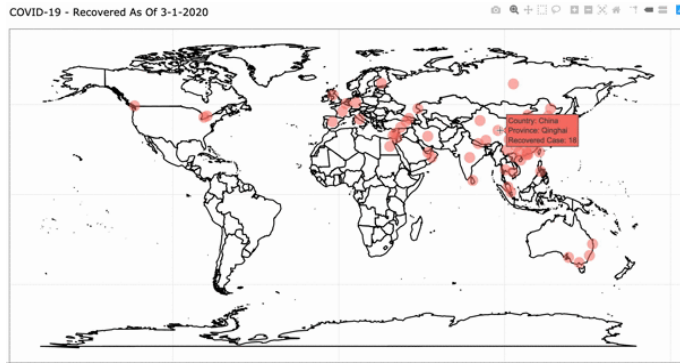 COVID-19 - Recovered As Of 3-1-2020
Country: China
Province: Qinghai
Recovered Case: 18